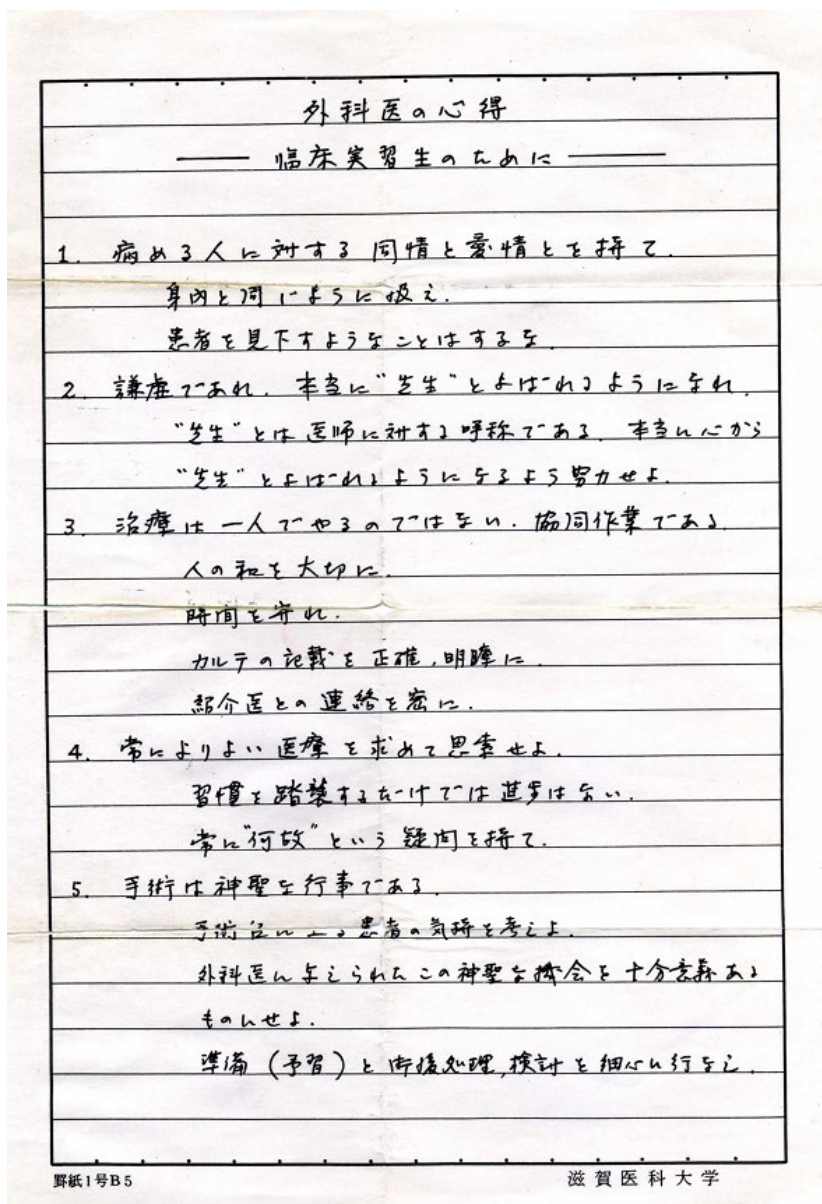 外科医の心得
—— 臨床実習生のために ——
1. 病める人に対する同情と愛情とを持て.
身内と同じように扱え.
患者を見下すようなことはするな.
2. 謙虚であれ. 本当に"先生"とよばれるようになれ.
"先生"とは医師に対する呼称である. 本当に心から
"先生"とよばれるようになるよう努力せよ.
3. 治療は一人でやるのではない. 協同作業である.
人の和を大切に.
時間を守れ.
カルテの記載を正確, 明瞭に.
紹介医との連絡を密に.
4. 常によりよい医療を求めて思索せよ.
習慣を踏襲するだけでは進歩はない.
常に"何故"という疑問を持て.
5. 手術は神聖な行事である.
手術台に上る患者の気持を考えよ.
外科医に与えられたこの神聖な機会を十分意義ある
ものにせよ.
準備(予習)と術後処理, 検討を細心に行なえ.
罫紙1号B5
滋賀医科大学